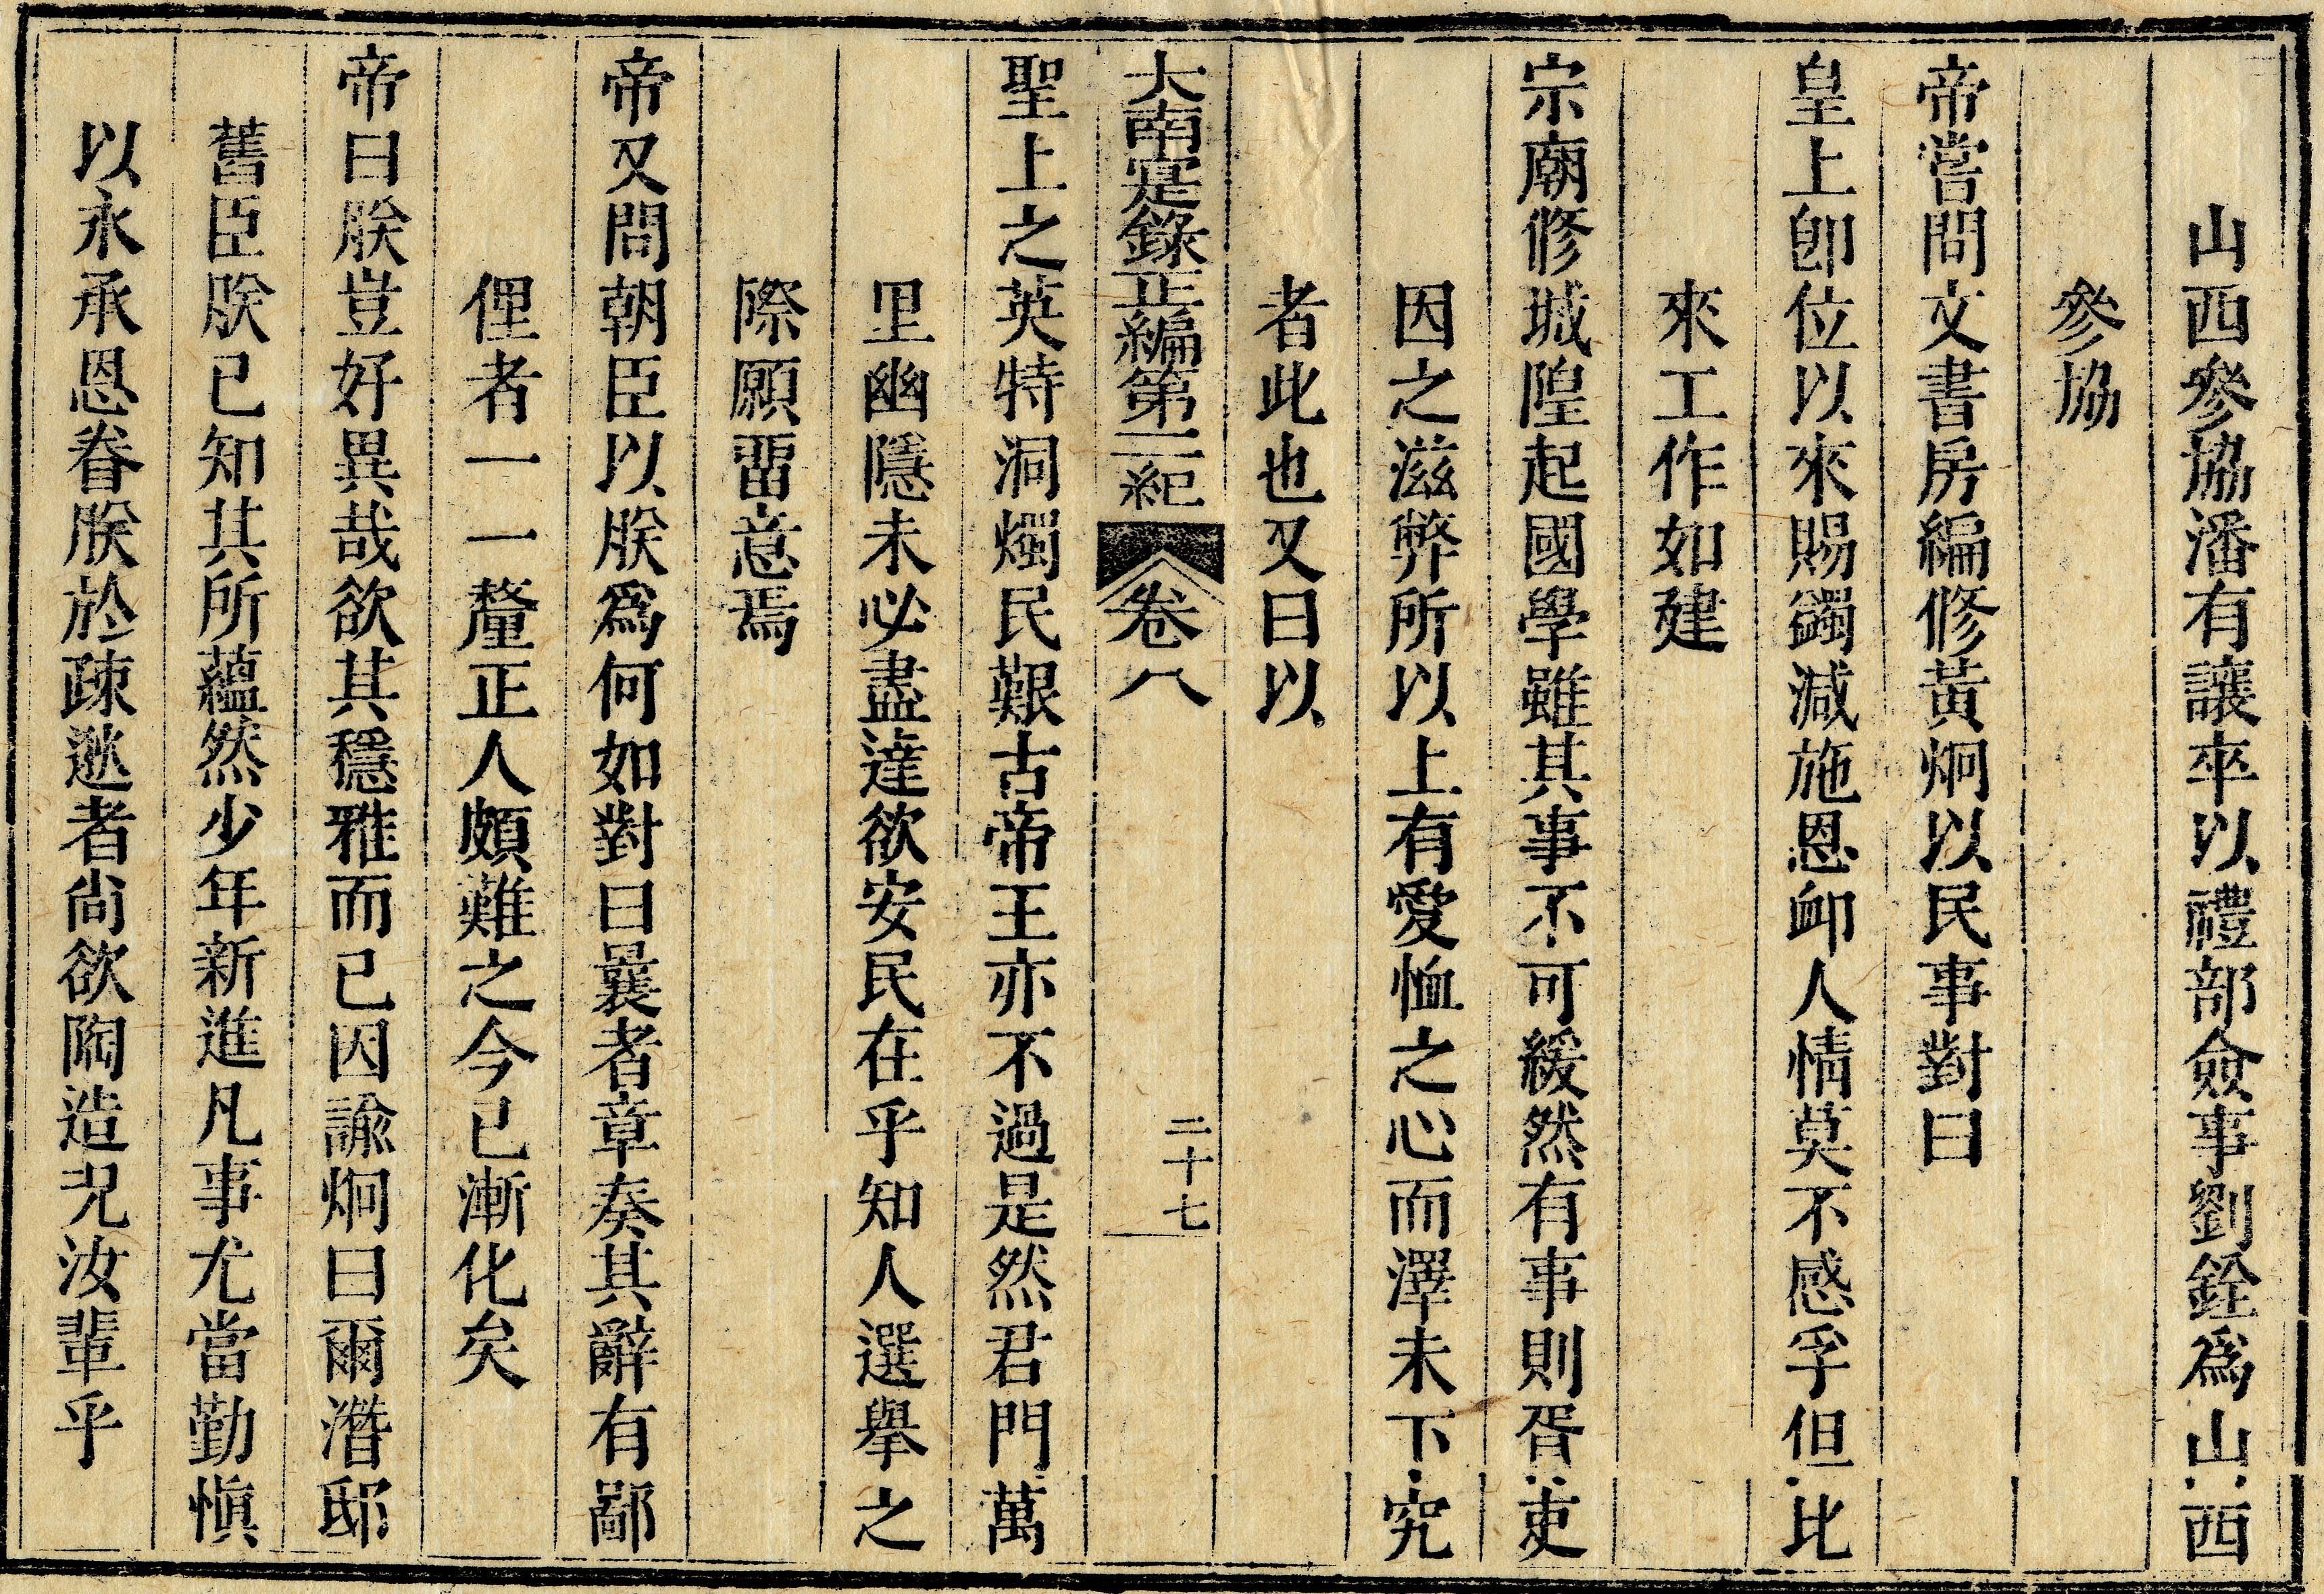 山西參協潘有讓卒以禮部僉事劉銓爲山西
參協
帝嘗問文書房編修黃炯以民事對曰
皇上卽位以來賜蠲減施恩卹人情莫不感孚但比
來工作如建
宗廟修城隍起國學雖其事不可緩然有事則胥吏
因之滋弊所以上有愛恤之心而澤未下究
者此也又曰以
大南寔錄正編第二紀 卷八 二十七
聖上之英特洞燭民艱古帝王亦不過是然君門萬
里幽隱未必盡達欲安民在乎知人選舉之
際願畱意焉
帝又問朝臣以朕爲何如對曰曩者章奏其辭有鄙
俚者一一釐正人頗難之今已漸化矣
帝曰朕豈好異哉欲其穩雅而已因諭炯曰爾潛邸
舊臣朕已知其所蘊然少年新進凡事尤當勤愼
以永承恩眷朕於疎逖者尚欲陶造况汝輩乎